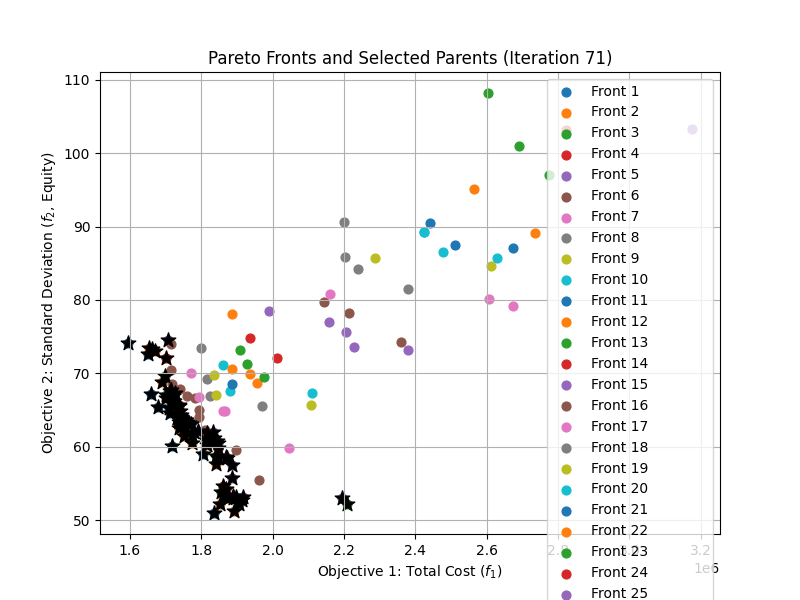 Pareto Fronts and Selected Parents (Iteration 71)
Objective 2: Standard Deviation (f₂, Equity)
110
100
90
80
70
60
50
1.6
1.8
2.0
2.2
2.4
2.6
2.8
3.2
1e6
Objective 1: Total Cost (f₁)
Front 1
Front 2
Front 3
Front 4
Front 5
Front 6
Front 7
Front 8
Front 9
Front 10
Front 11
Front 12
Front 13
Front 14
Front 15
Front 16
Front 17
Front 18
Front 19
Front 20
Front 21
Front 22
Front 23
Front 24
Front 25